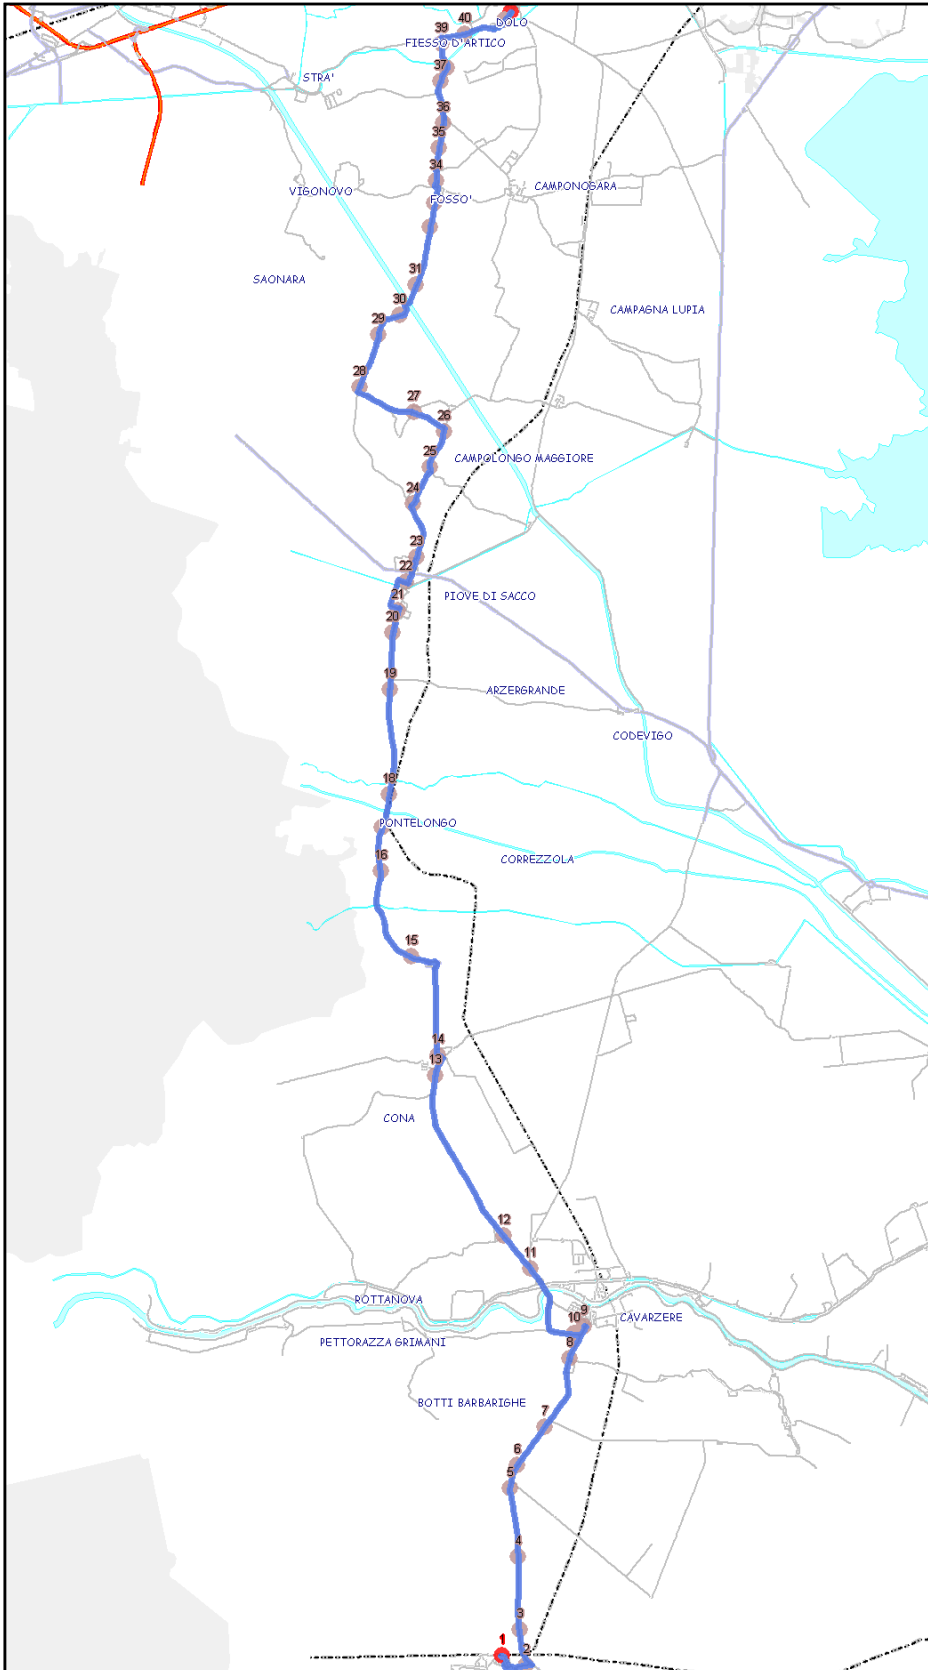 40
DOLO
39
FIESSO D'ARTICO
37
STRA'
36
35
34
VIGONOVO
CAMPONOGARA
FOSSO'
31
SAONARA
30
CAMPAGNA LUPIA
29
28
27
26
25
CAMPOLONGO MAGGIORE
24
23
22
21
PIOVE DI SACCO
20
19
ARZERGRANDE
CODEVIGO
18
PONTELONGO
16
CORREZZOLA
15
14
13
CONA
12
11
ROTTANOVA
9
10
CAVARZERE
8
PETTORAZZA GRIMANI
BOTTI BARBARIGHE
7
6
5
4
3
1
2